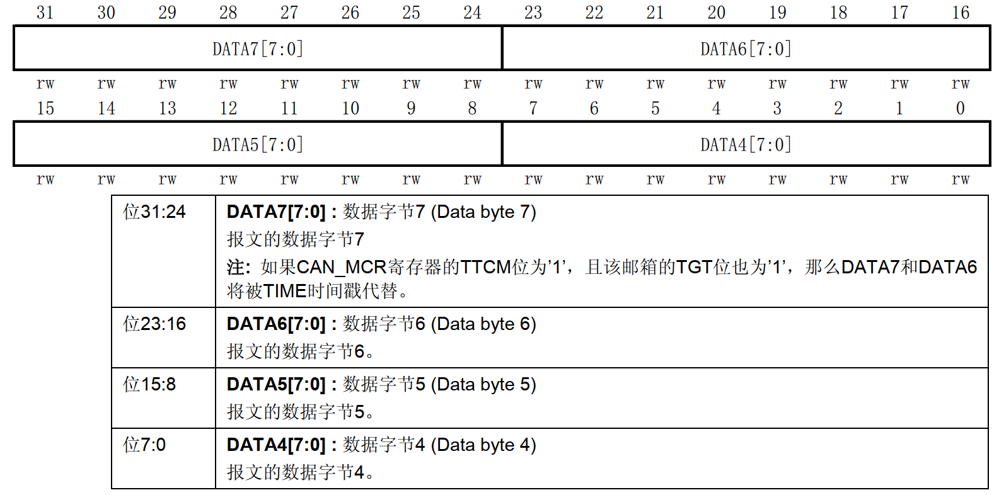 31 30 29 28 27 26 25 24 23 22 21 20 19 18 17 16
DATA7[7:0] DATA6[7:0]
rw rw rw rw rw rw rw rw rw rw rw rw rw rw rw rw
15 14 13 12 11 10 9 8 7 6 5 4 3 2 1 0
DATA5[7:0] DATA4[7:0]
rw rw rw rw rw rw rw rw rw rw rw rw rw rw rw rw
位31:24 DATA7[7:0] : 数据字节7 (Data byte 7)
报文的数据字节7
注: 如果CAN_MCR寄存器的TTCM位为’1’，且该邮箱的TGT位也为’1’，那么DATA7和DATA6
将被TIME时间戳代替。
位23:16 DATA6[7:0] : 数据字节6 (Data byte 6)
报文的数据字节6。
位15:8 DATA5[7:0] : 数据字节5 (Data byte 5)
报文的数据字节5。
位7:0 DATA4[7:0] : 数据字节4 (Data byte 4)
报文的数据字节4。